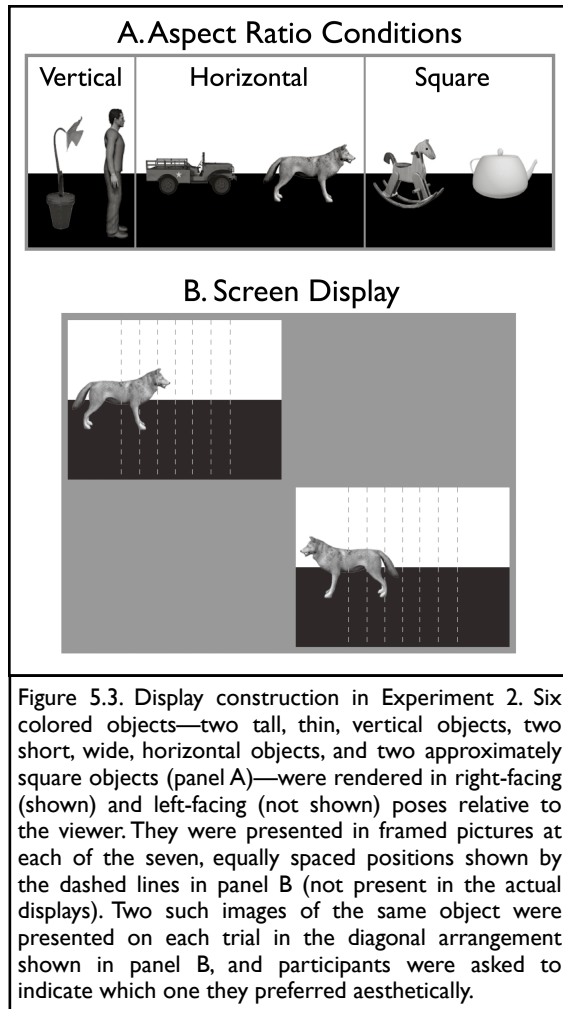 A. Aspect Ratio Conditions
Vertical
Horizontal
Square
B. Screen Display
Figure 5.3. Display construction in Experiment 2. Six
colored objects—two tall, thin, vertical objects, two
short, wide, horizontal objects, and two approximately
square objects (panel A)—were rendered in right-facing
(shown) and left-facing (not shown) poses relative to
the viewer. They were presented in framed pictures at
each of the seven, equally spaced positions shown by
the dashed lines in panel B (not present in the actual
displays). Two such images of the same object were
presented on each trial in the diagonal arrangement
shown in panel B, and participants were asked to
indicate which one they preferred aesthetically.